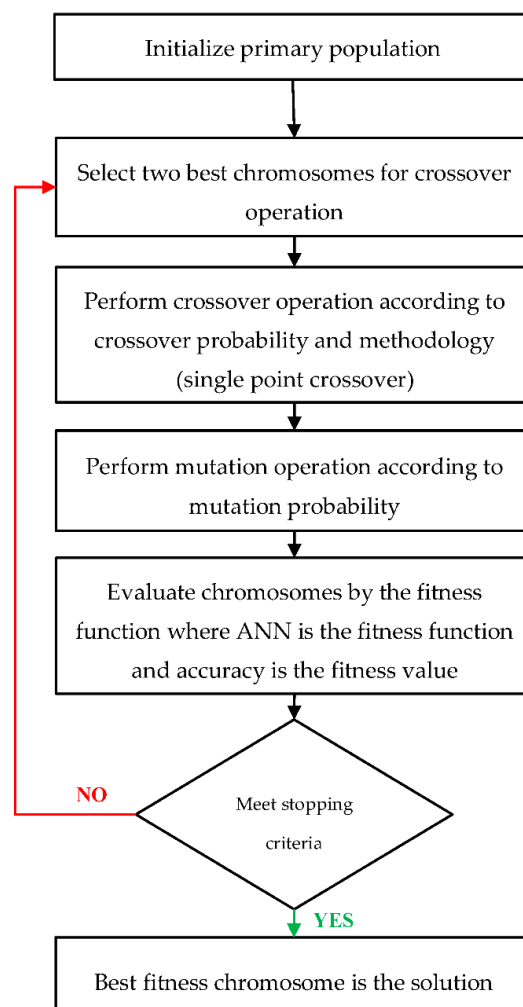 Initialize primary population
Select two best chromosomes for crossover
operation
Perform crossover operation according to
crossover probability and methodology
(single point crossover)
Perform mutation operation according to
mutation probability
Evaluate chromosomes by the fitness
function where ANN is the fitness function
and accuracy is the fitness value
NO
Meet stopping
criteria
YES
Best fitness chromosome is the solution